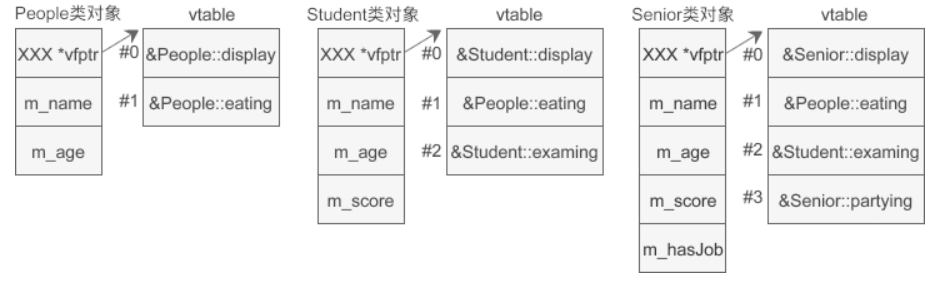 People类对象 vtable Student类对象 vtable Senior类对象 vtable
XXX *vfptr #0 &People::display XXX *vfptr #0 &Student::display XXX *vfptr #0 &Senior::display
m_name #1 &People::eating m_name #1 &People::eating m_name #1 &People::eating
m_age m_age #2 &Student::examing m_age #2 &Student::examing
m_score m_score #3 &Senior::partying
m_hasJob